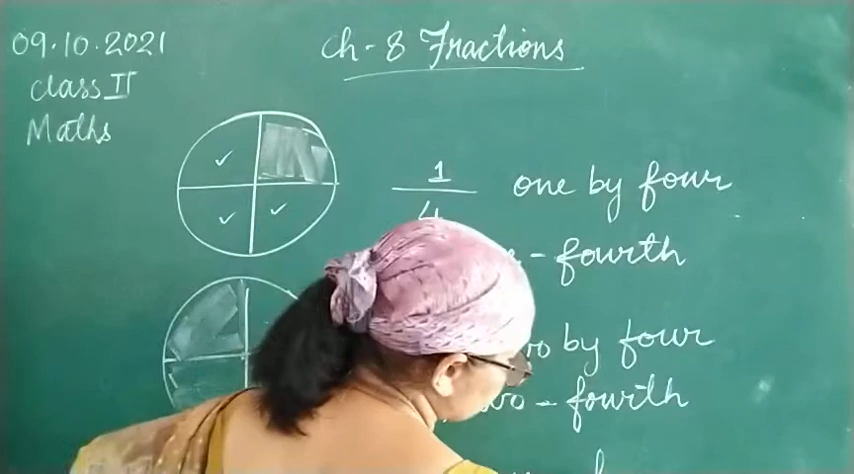 09.10.2021
Class II
Maths
Ch-8 Fractions
1
4
one by four
- fourth
by four
- fourth